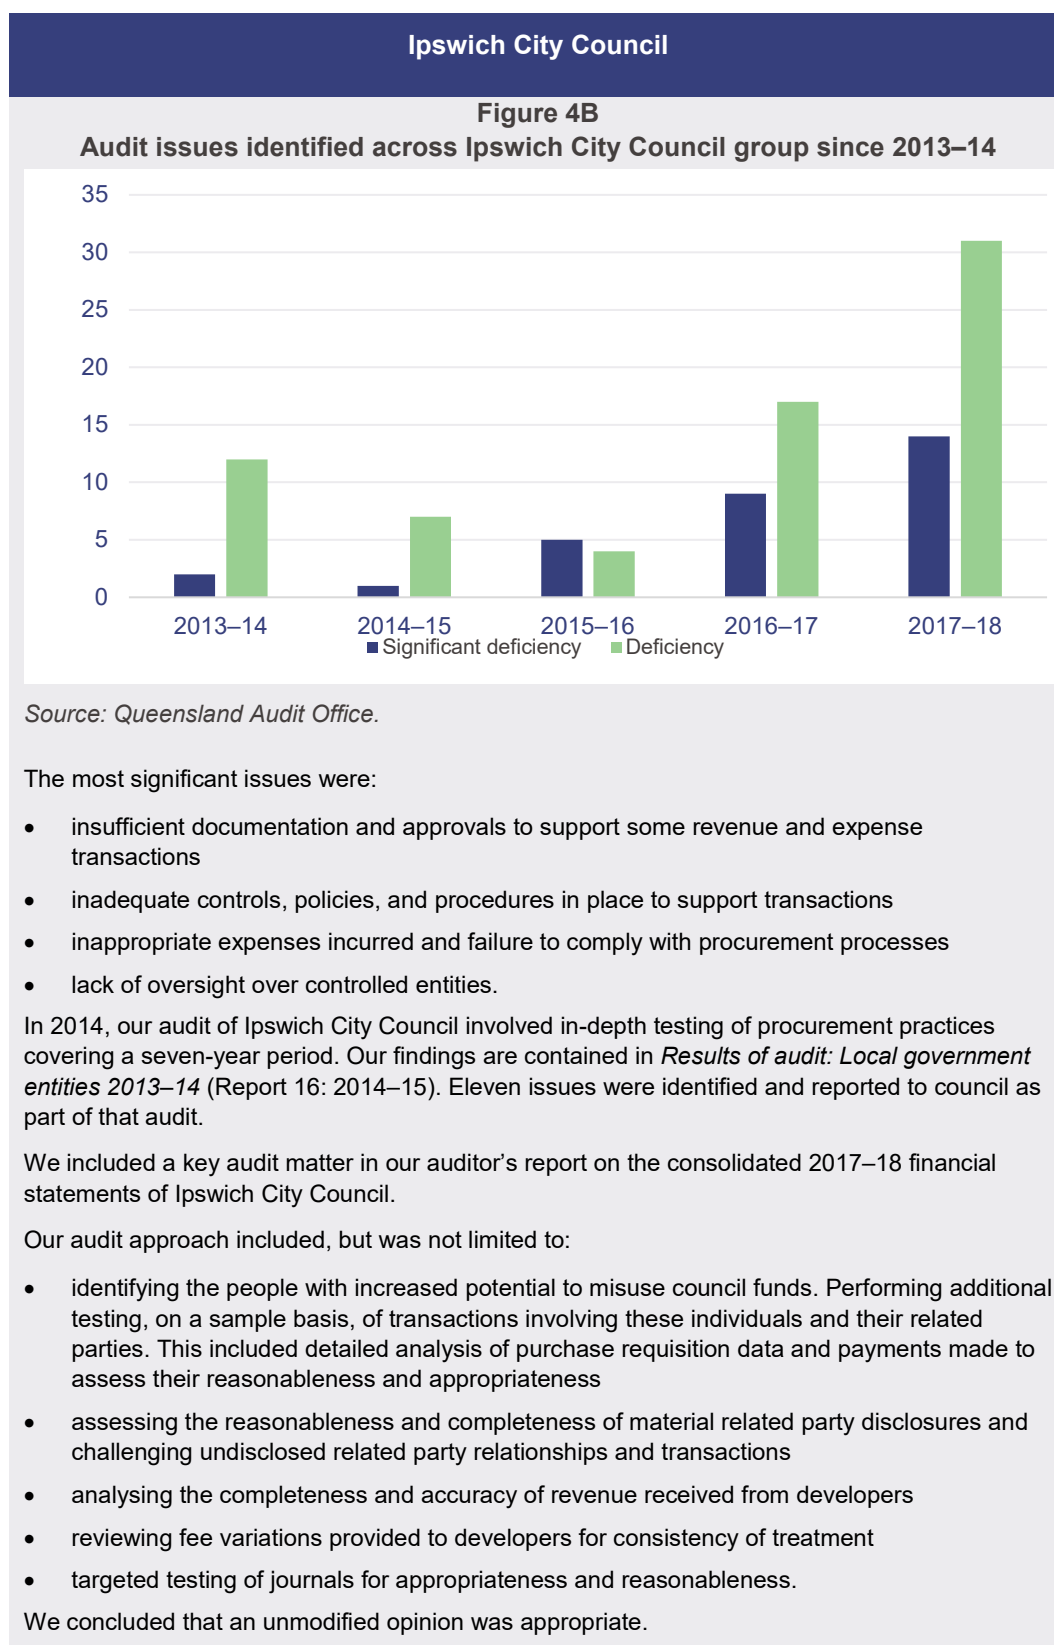 Ipswich City Council
Figure 4B
Audit issues identified across Ipswich City Council group since 2013–14
35
30
25
20
15
10
5
0
2013–14 2014–15 2015–16 2016–17 2017–18
Significant deficiency Deficiency
Source: Queensland Audit Office.
The most significant issues were:
• insufficient documentation and approvals to support some revenue and expense
transactions
• inadequate controls, policies, and procedures in place to support transactions
• inappropriate expenses incurred and failure to comply with procurement processes
• lack of oversight over controlled entities.
In 2014, our audit of Ipswich City Council involved in-depth testing of procurement practices
covering a seven-year period. Our findings are contained in Results of audit: Local government
entities 2013–14 (Report 16: 2014–15). Eleven issues were identified and reported to council as
part of that audit.
We included a key audit matter in our auditor’s report on the consolidated 2017–18 financial
statements of Ipswich City Council.
Our audit approach included, but was not limited to:
• identifying the people with increased potential to misuse council funds. Performing additional
testing, on a sample basis, of transactions involving these individuals and their related
parties. This included detailed analysis of purchase requisition data and payments made to
assess their reasonableness and appropriateness
• assessing the reasonableness and completeness of material related party disclosures and
challenging undisclosed related party relationships and transactions
• analysing the completeness and accuracy of revenue received from developers
• reviewing fee variations provided to developers for consistency of treatment
• targeted testing of journals for appropriateness and reasonableness.
We concluded that an unmodified opinion was appropriate.